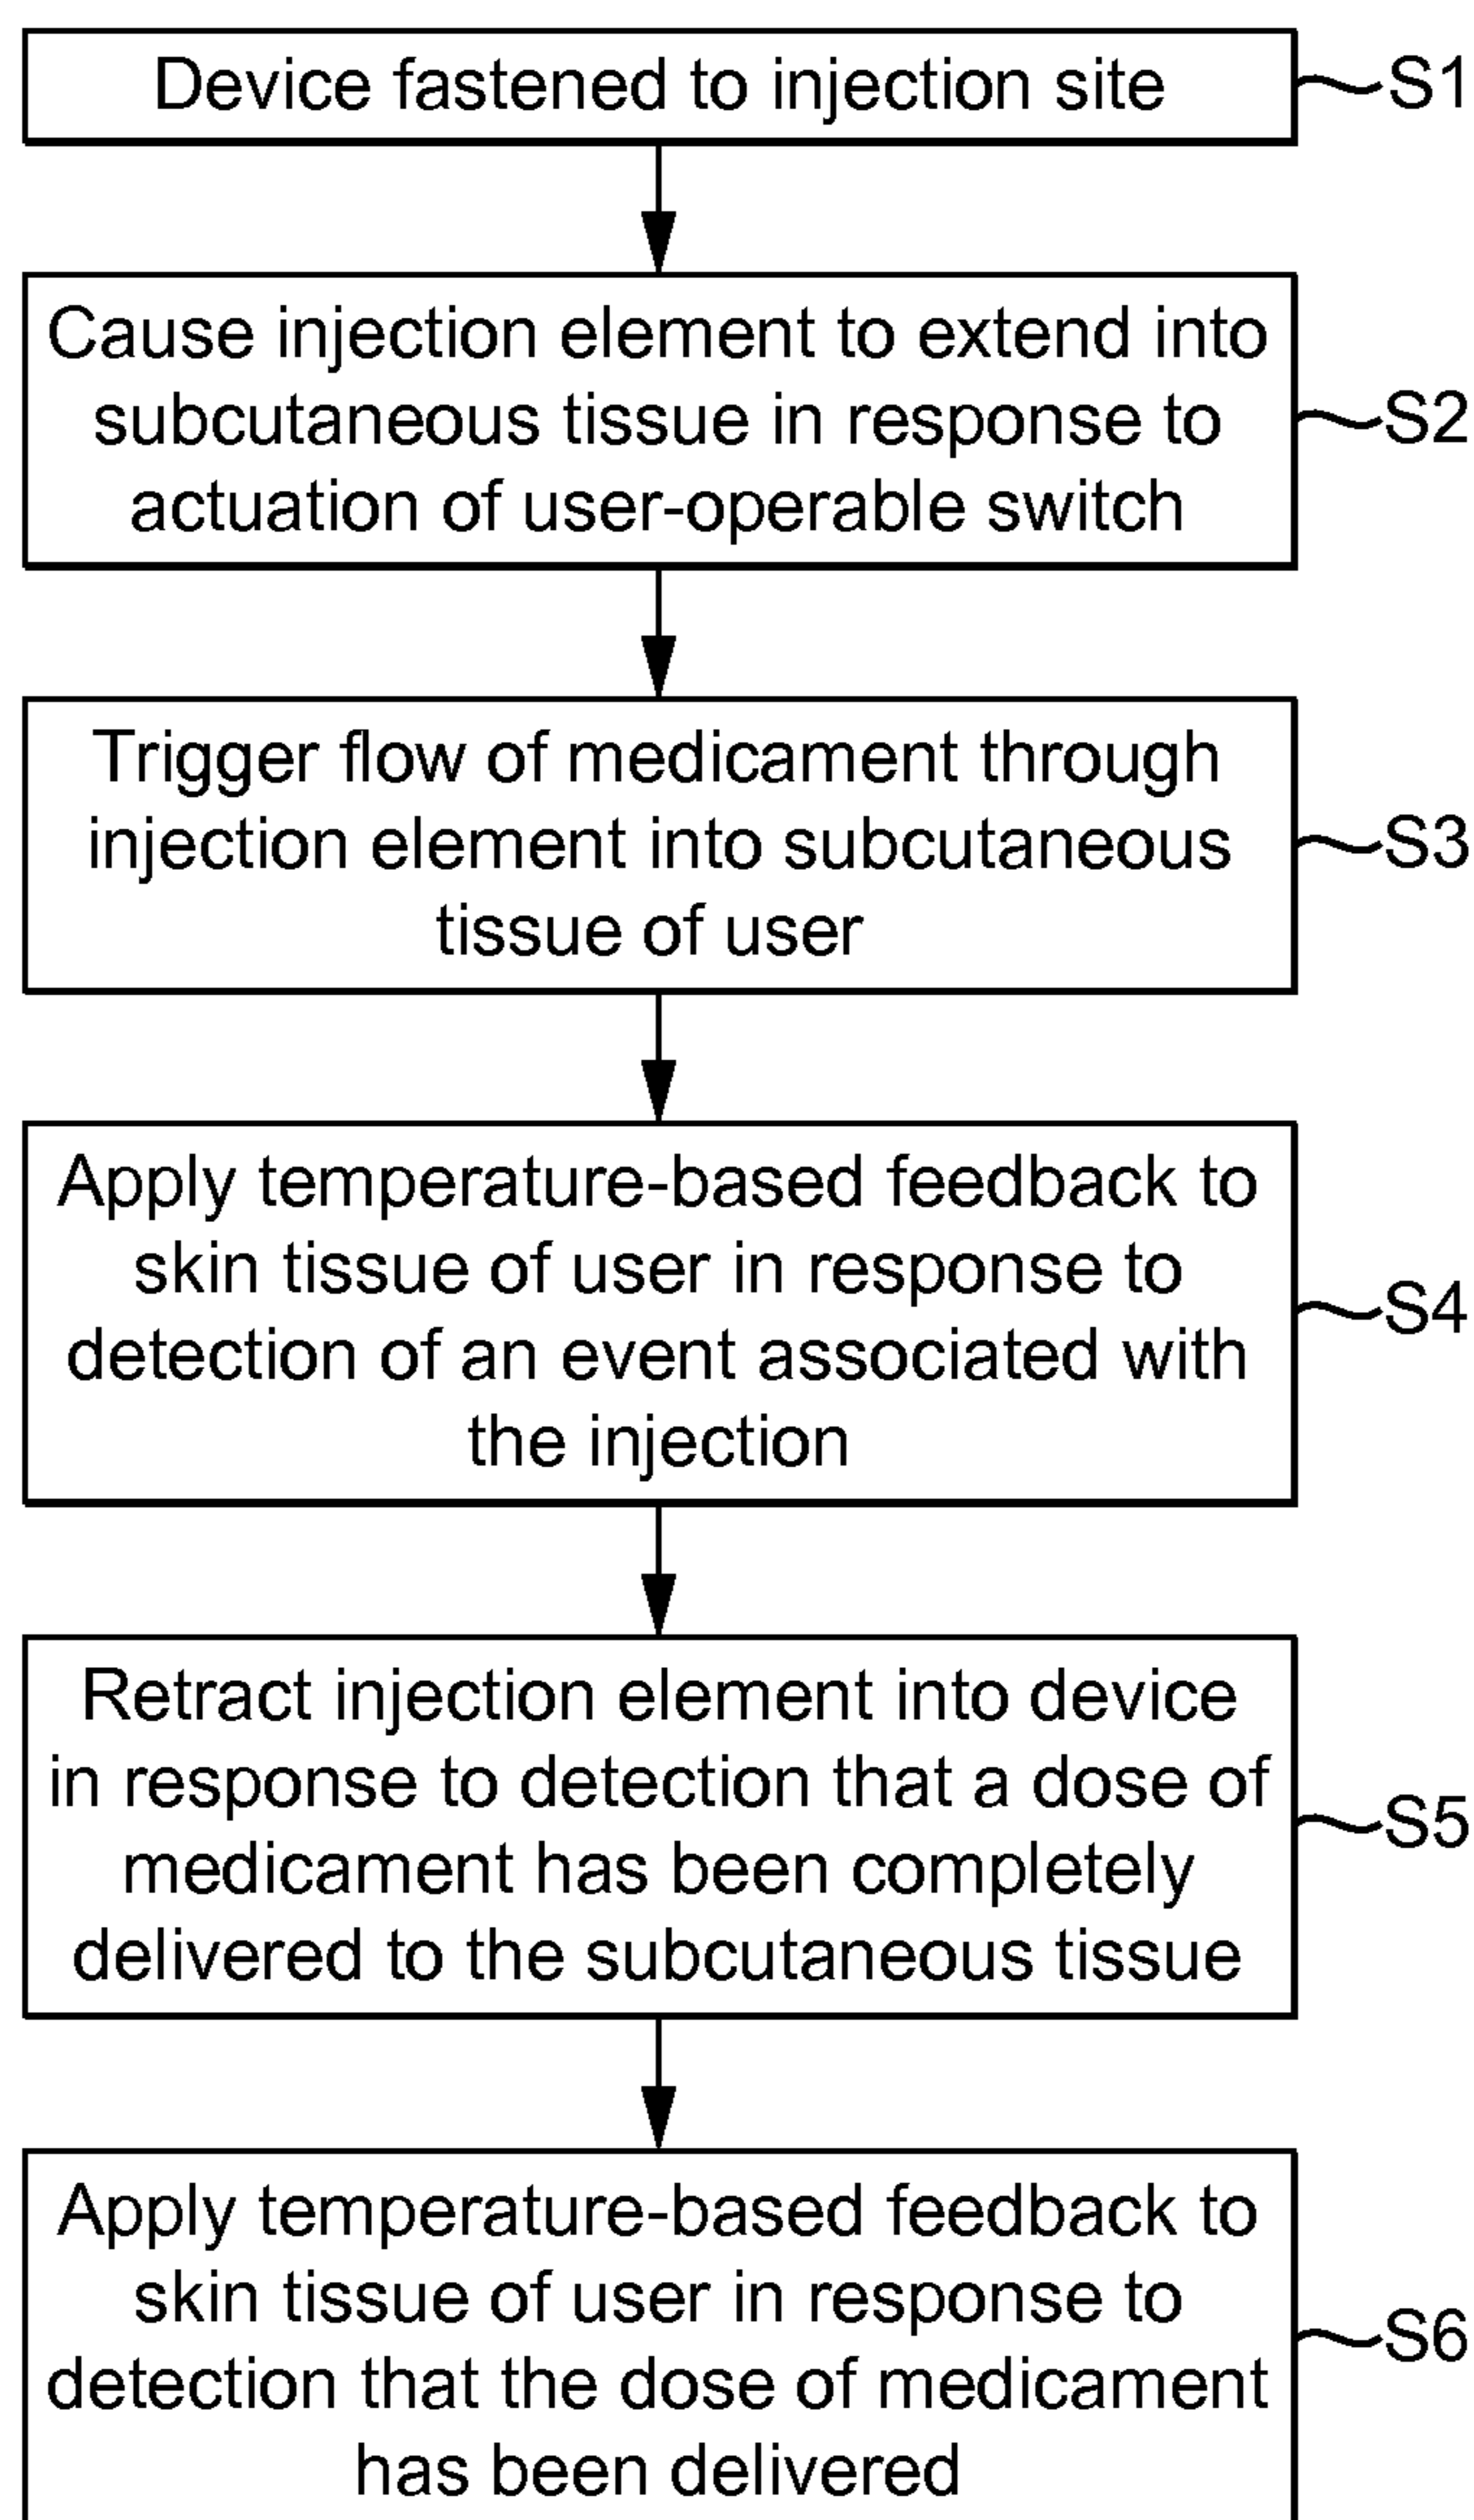 Device fastened to injection site
S1
Cause injection element to extend into
subcutaneous tissue in response to
S2
actuation of user-operable switch
Trigger flow of medicament through
injection element into subcutaneous
S3
tissue of user
Apply temperature-based feedback to
skin tissue of user in response to
S4
detection of an event associated with
the injection
Retract injection element into device
in response to detection that a dose of
S5
medicament has been completely
delivered to the subcutaneous tissue
Apply temperature-based feedback to
skin tissue of user in response to
S6
detection that the dose of medicament
has been delivered